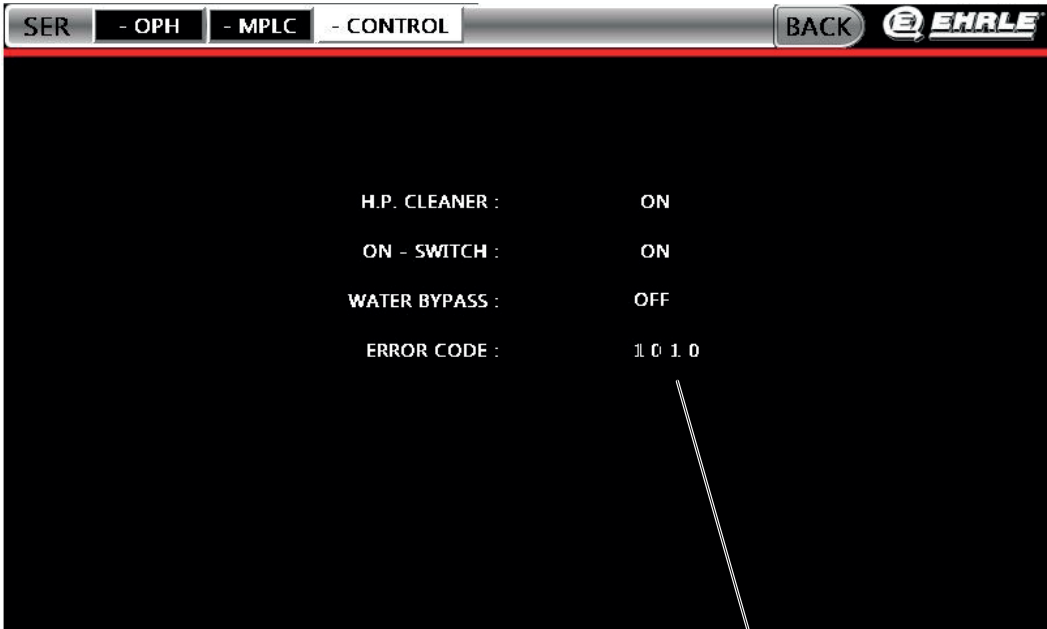 SER - OPH - MPLC - CONTROL BACK EHRLE
H.P. CLEANER : ON
ON - SWITCH : ON
WATER BYPASS : OFF
ERROR CODE : 1 0 1 0